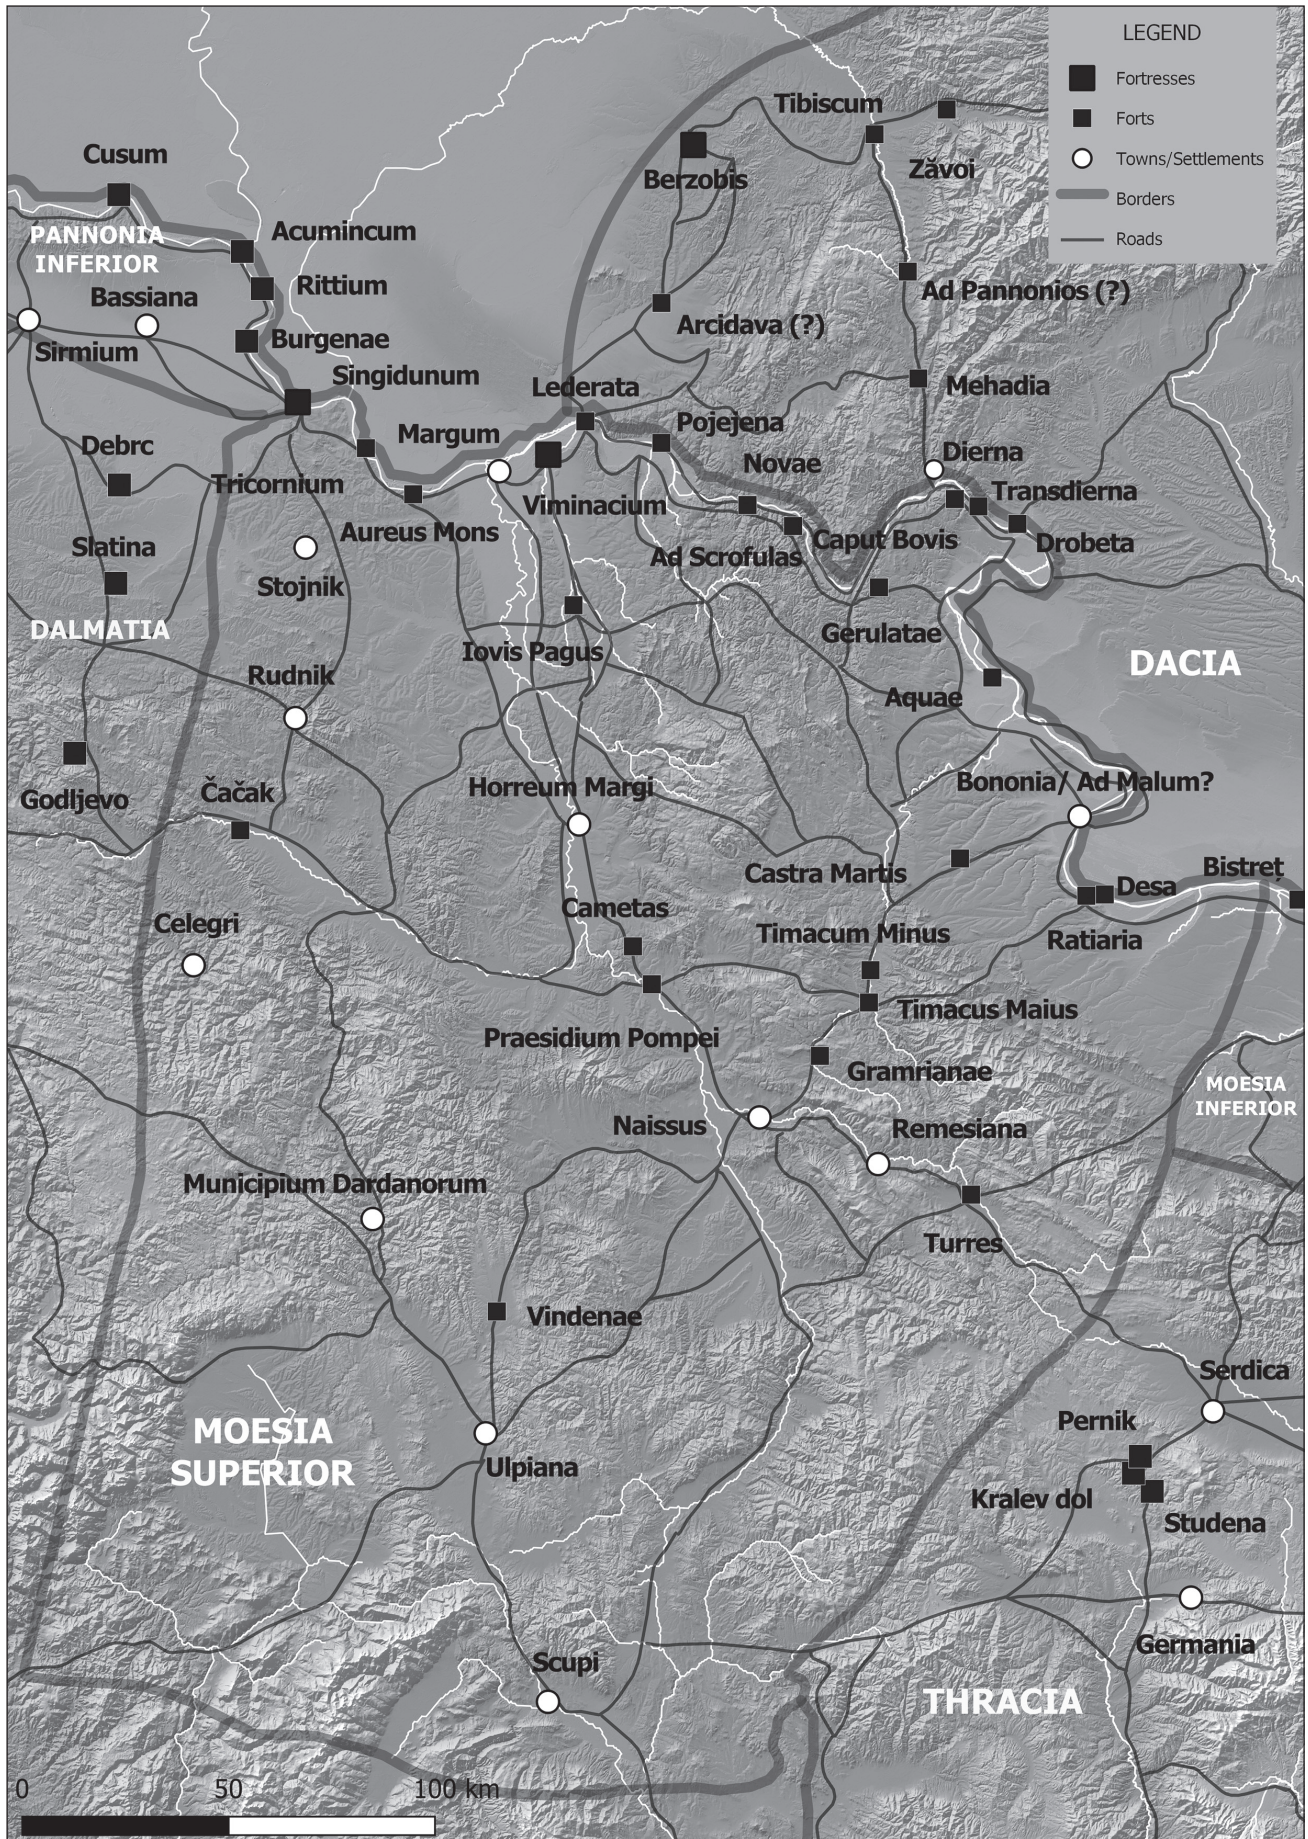 LEGEND
Fortresses
Forts
Towns/Settlements
Borders
Roads
Tibiscum
Zăvoi
Berzobis
Cusum
PANNONIA
INFERIOR
Acumincum
Rittium
Bassiana
Sirmium
Burgenae
Singidunum
Ad Pannonios (?)
Arcidava (?)
Lederata
Mehadia
Margum
Pojejena
Debrc
Tricornium
Novae
Dierna
Transdierna
Viminacium
Aureus Mons
Slatina
Stojnik
Ad Scrofulas
Caput Bovis
Drobeta
DALMATIA
Iovis Pagus
Gerulatae
DACIA
Rudnik
Aquae
Godljevo
Čačak
Horreum Margi
Bononia/ Ad Malum?
Castra Martis
Bistreț
Desa
Celegri
Cametas
Timacum Minus
Ratiaria
Timacus Maius
Praesidium Pompei
Gramrianae
MOESIA
INFERIOR
Naissus
Remesiana
Municipium Dardanorum
Turres
Vindenae
Serdica
MOESIA
SUPERIOR
Pernik
Ulpiana
Kralev dol
Studena
Germania
Scupi
THRACIA
0 50 100 km